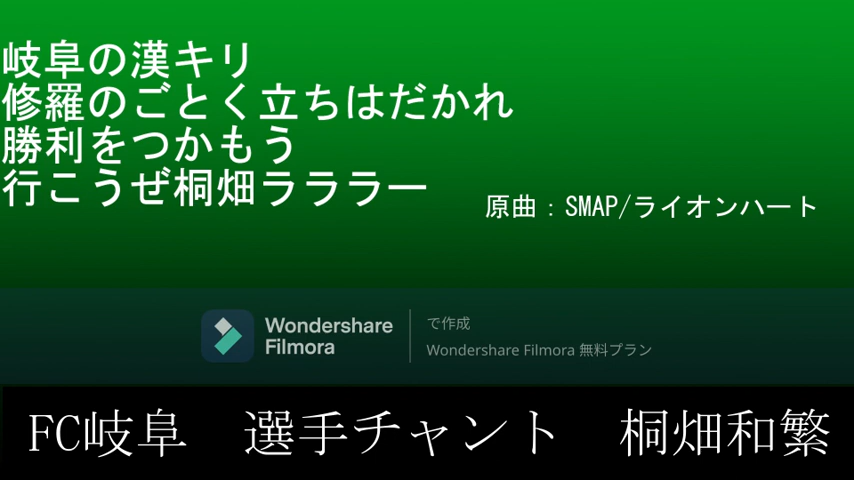 岐阜の漢キリ
修羅のごとく立ちはだかれ
勝利をつかもう
行こうぜ桐畑ラララー
原曲：SMAP/ライオンハート
Wondershare
Filmora
で作成
Wondershare Filmora 無料プラン
FC岐阜　選手チャント　桐畑和繁